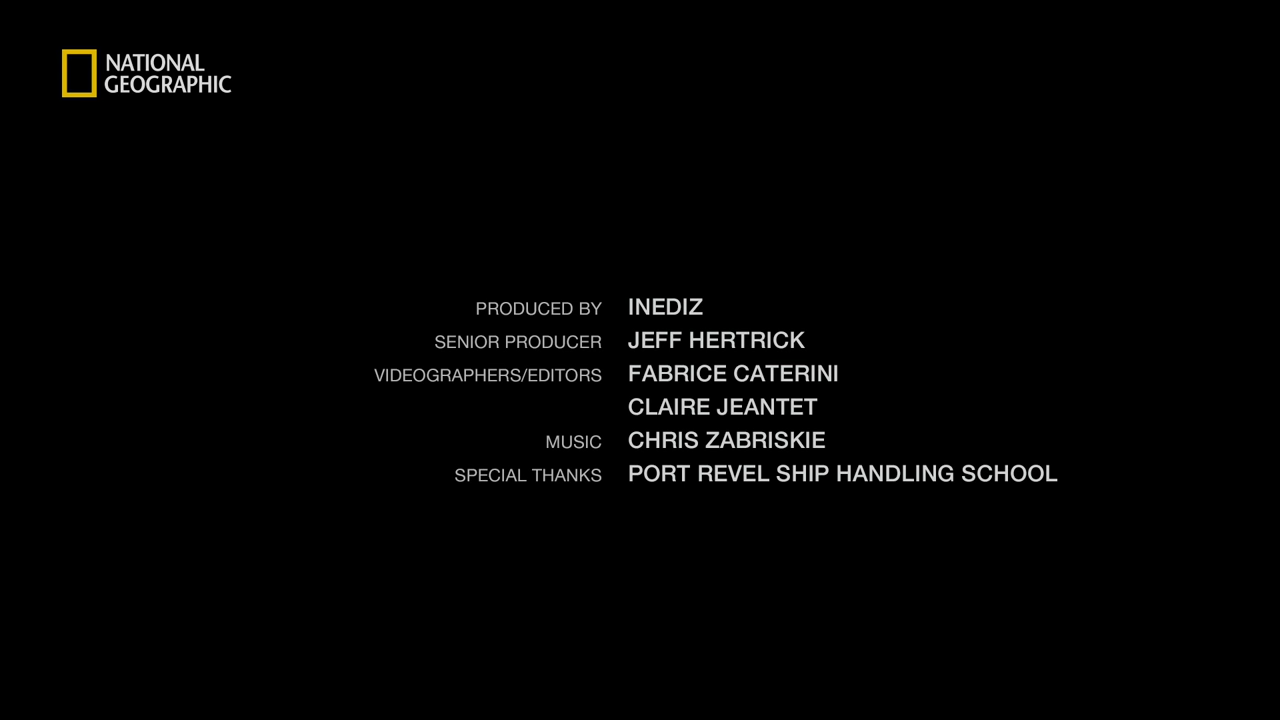 NATIONAL
GEOGRAPHIC
PRODUCED BY INEDIZ
SENIOR PRODUCER JEFF HERTRICK
VIDEOGRAPHERS/EDITORS FABRICE CATERINI
CLAIRE JEANTET
MUSIC CHRIS ZABRISKIE
SPECIAL THANKS PORT REVEL SHIP HANDLING SCHOOL